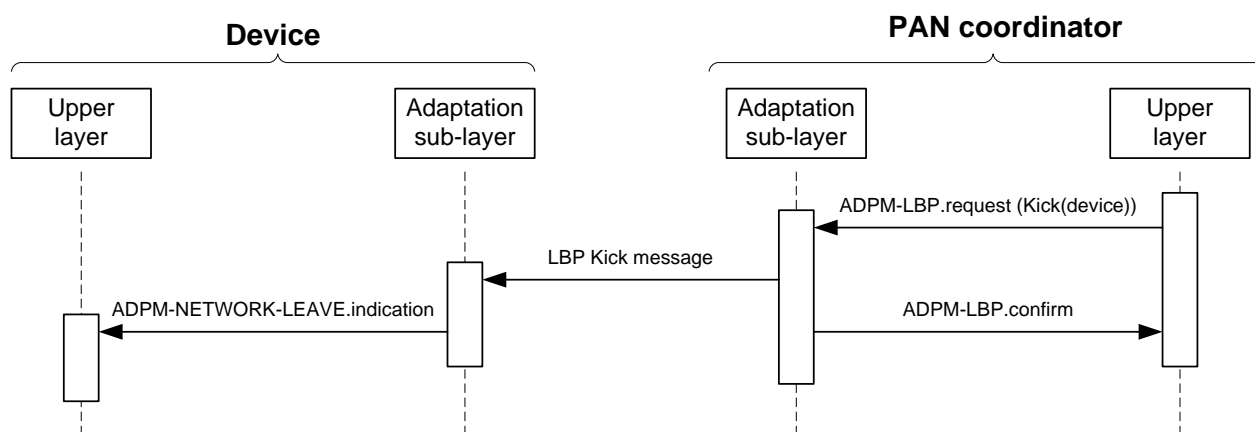 Device
PAN coordinator
Upper
layer
Adaptation
sub-layer
Adaptation
sub-layer
Upper
layer
ADPM-LBP.request (Kick(device))
LBP Kick message
ADPM-NETWORK-LEAVE.indication
ADPM-LBP.confirm